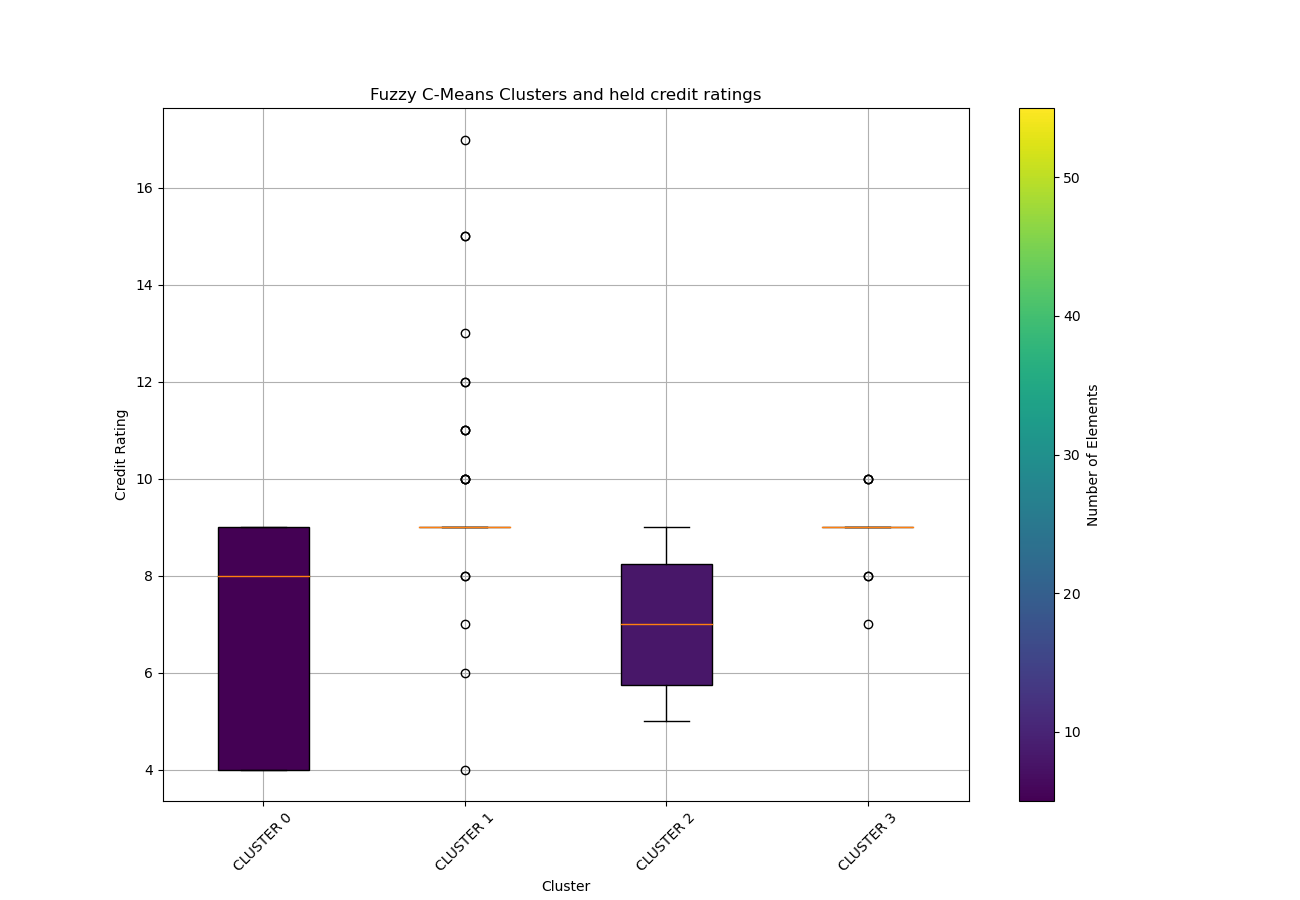 Fuzzy C-Means Clusters and held credit ratings
16
14
12
10
8
6
4
Credit Rating
CLUSTER 0
CLUSTER 1
CLUSTER 2
CLUSTER 3
Cluster
50
40
30
20
10
Number of Elements